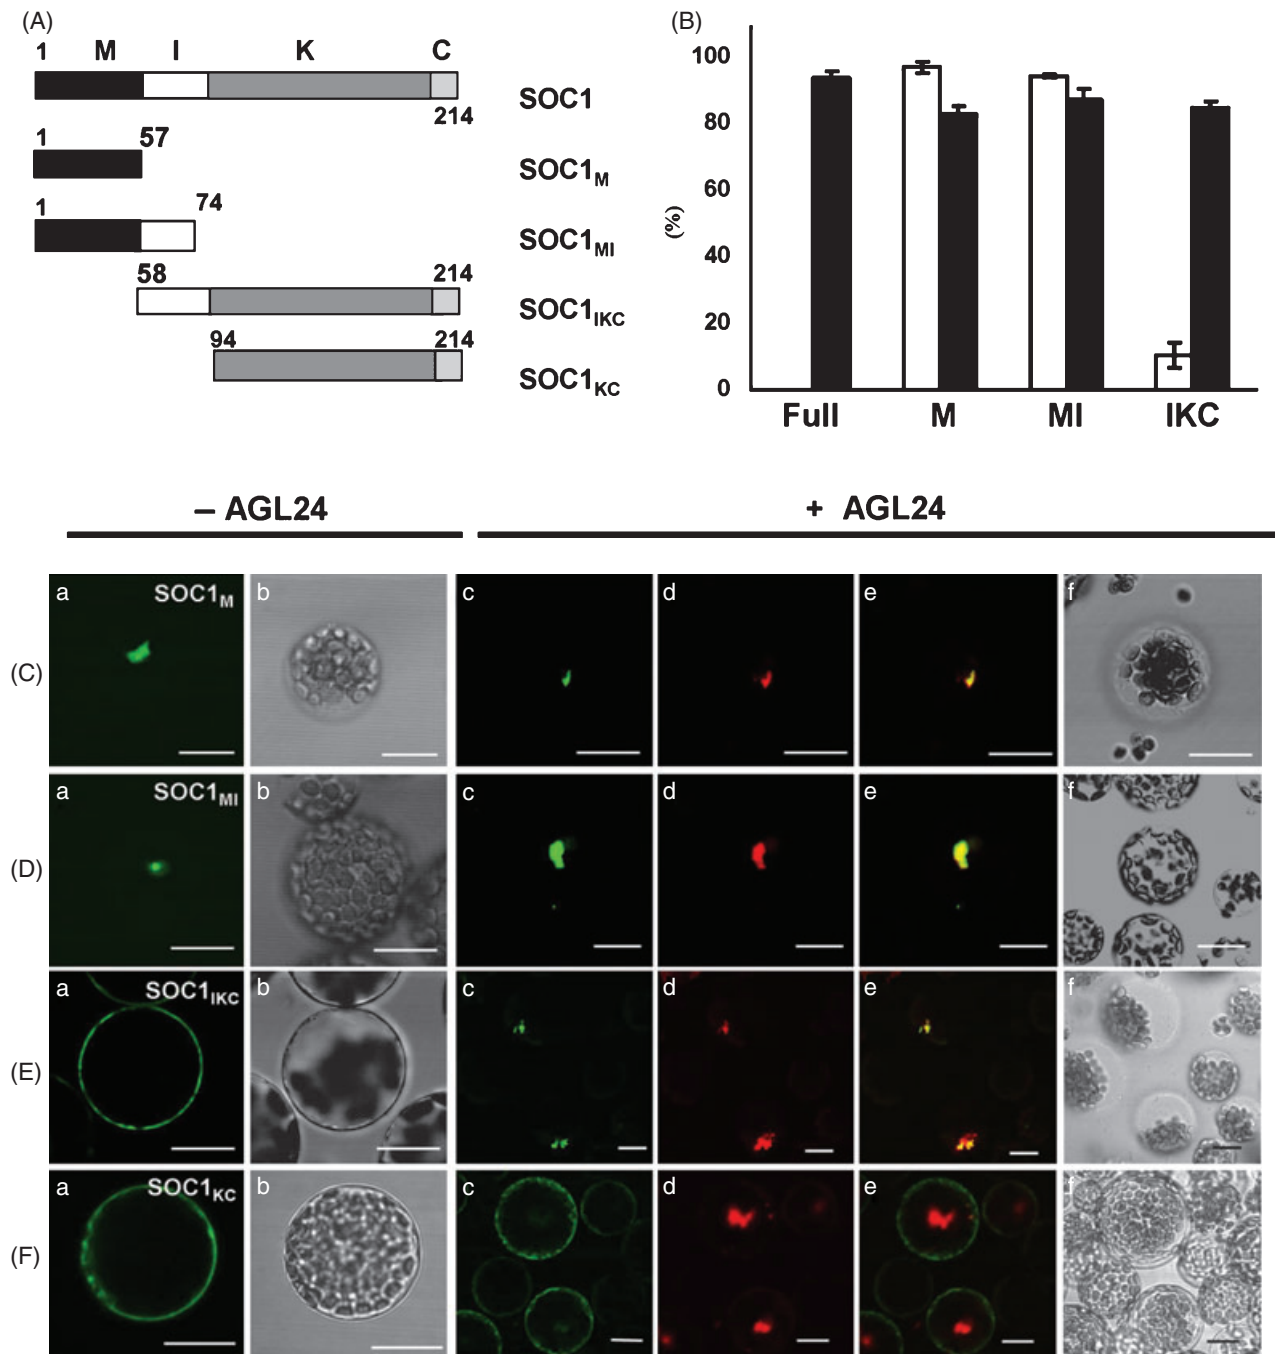 (A)
1 M I K C
SOC1
214
1 57
SOC1M
1 74
SOC1MI
58 214
SOC1IKC
94 214
SOC1KC
(B)
100
80
60
40
20
0
(%)
Full M MI IKC
– AGL24 + AGL24
(C)
a SOC1M b c d e f
(D)
a SOC1MI b c d e f
(E)
a SOC1IKC b c d e f
(F)
a SOC1KC b c d e f